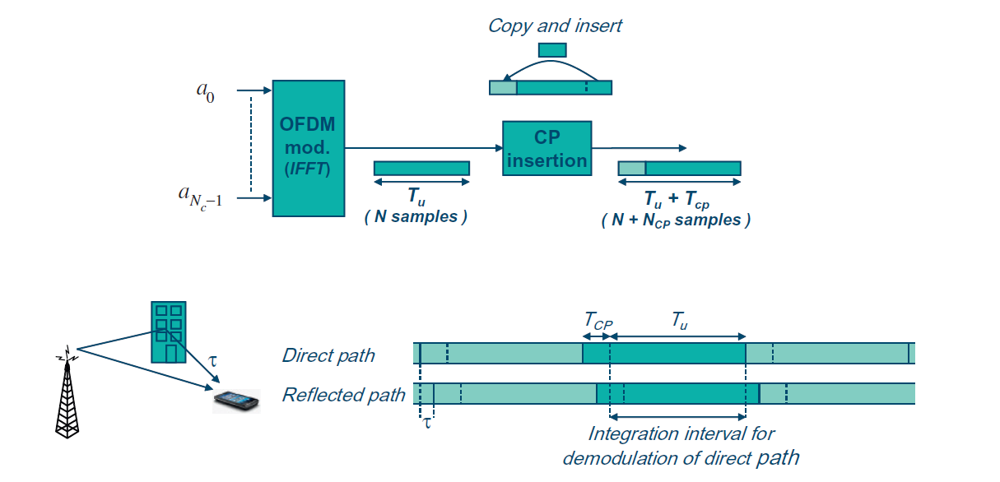 Copy and insert
a0
OFDM
mod.
(IFFT)
CP
insertion
aNc−1
Tu
( N samples )
Tu + Tcp
( N + NCP samples )
TCP
Tu
Direct path
τ
Reflected path
τ
Integration interval for
demodulation of direct path